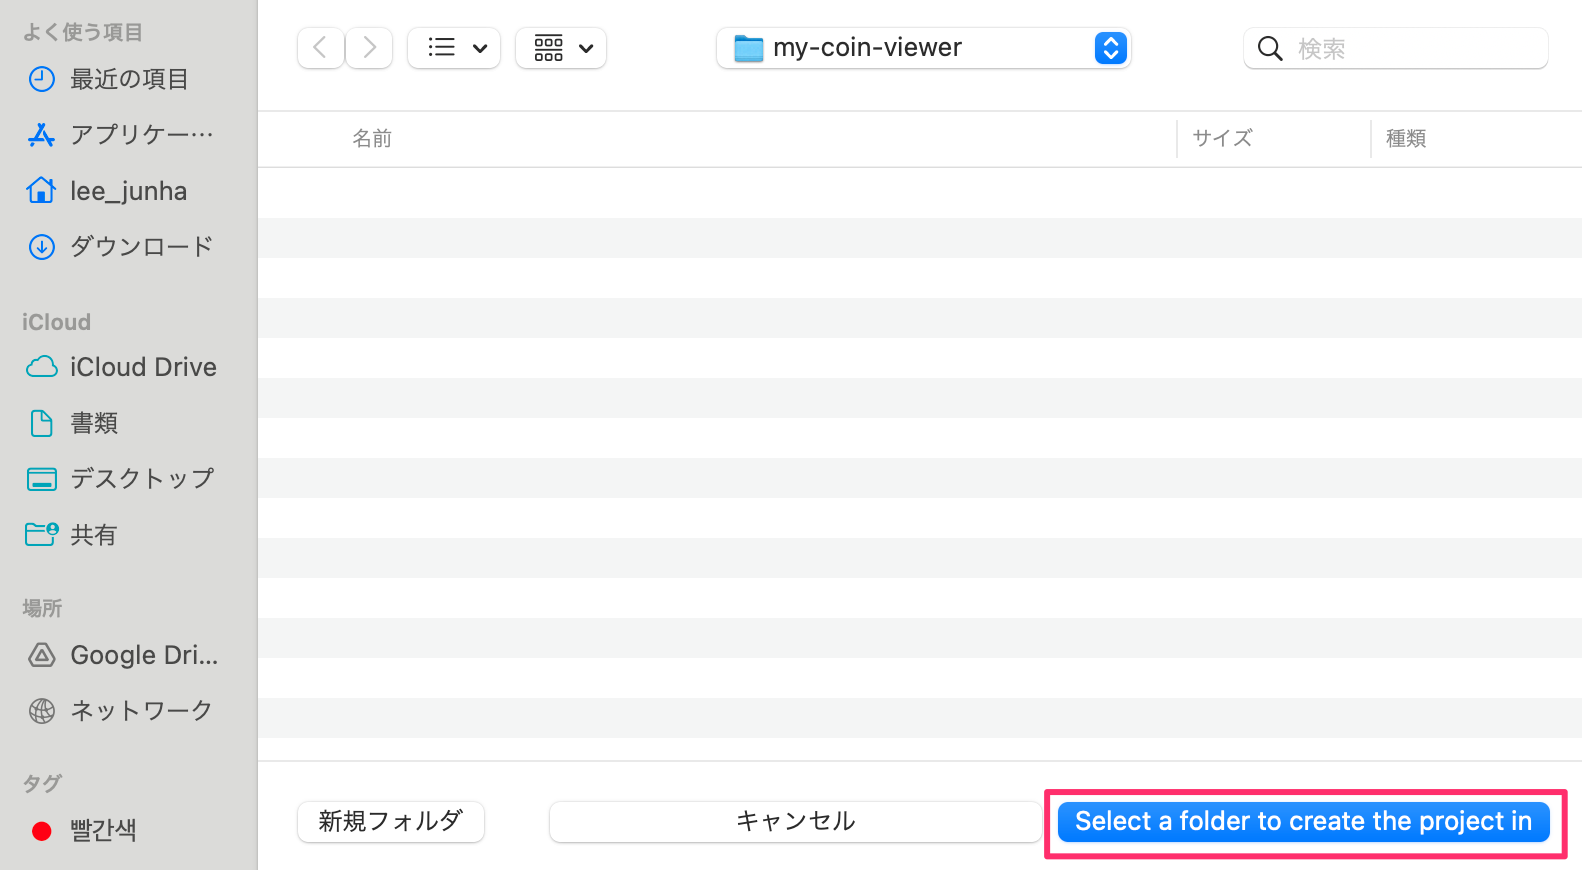 よく使う項目
最近の項目
アプリケー…
lee_junha
ダウンロード
iCloud
iCloud Drive
書類
デスクトップ
共有
場所
Google Dri...
ネットワーク
タグ
빨간색
my-coin-viewer
検索
名前
サイズ
種類
新規フォルダ
キャンセル
Select a folder to create the project in